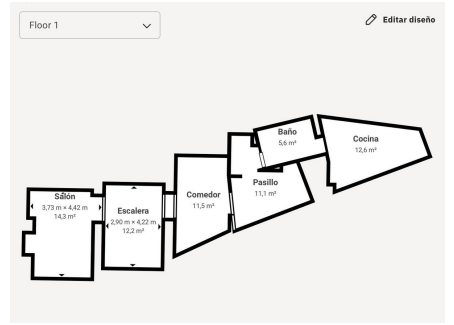 Floor 1
Editar diseño
Baño
5,6 m²
Cocina
12,6 m²
Pasillo
11,1 m²
Comedor
11,5 m²
Salón
3,73 m × 4,42 m
14,3 m²
Escalera
2,90 m × 4,22 m
12,2 m²